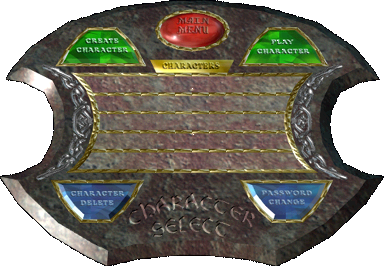 MAIN
MENU
CREATE
CHARACTER
PLAY
CHARACTER
CHARACTERS
CHARACTER
DELETE
PASSWORD
CHANGE
CHARACTER
SELECT